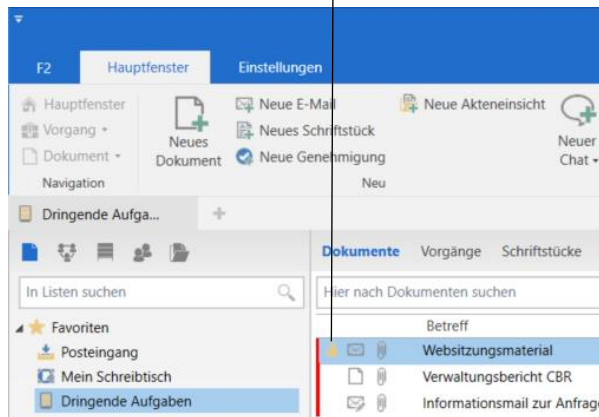 F2 Hauptfenster Einstellungen
Hauptfenster
Vorgang
Dokument
Navigation
Neues
Dokument
Neue E-Mail
Neues Schriftstück
Neue Genehmigung
Neue Akteneinsicht
Neuer
Chat
Neu
Dringende Aufga...
In Listen suchen
Favoriten
Posteingang
Mein Schreibtisch
Dringende Aufgaben
Dokumente Vorgänge Schriftstücke
Hier nach Dokumenten suchen
Betreff
Websitzungsmaterial
Verwaltungsbericht CBR
Informationsmail zur Anfrage